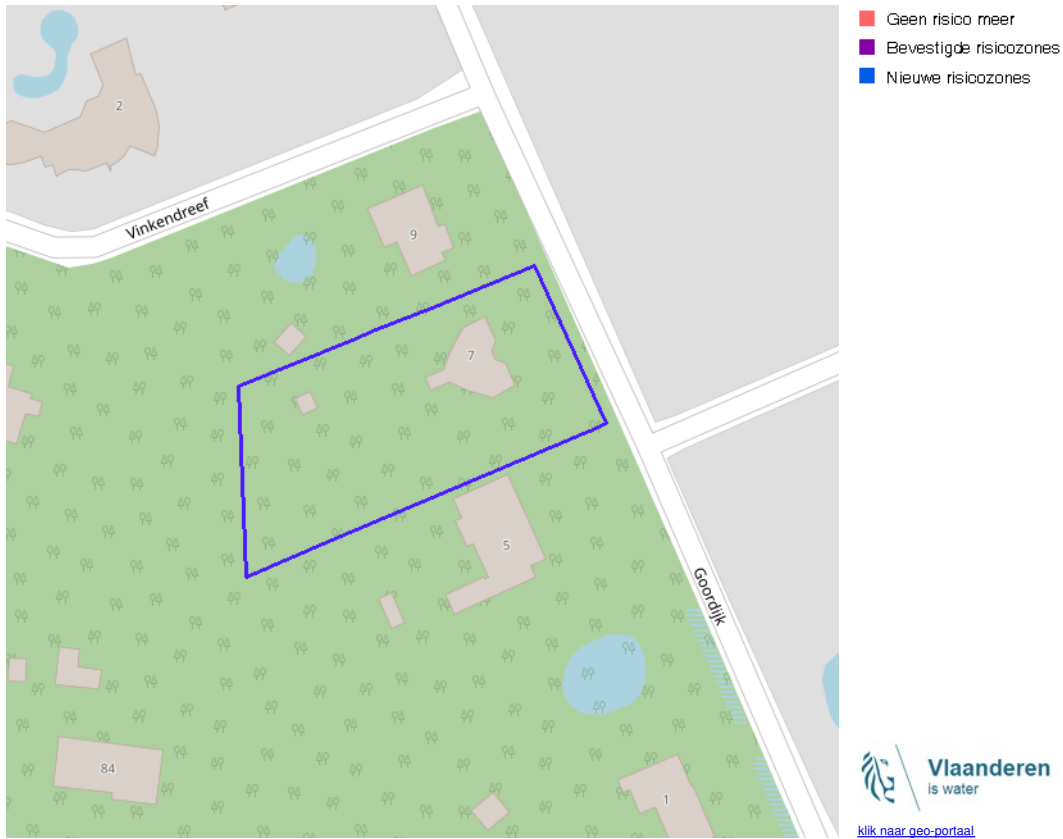 Geen risico meer
Bevestigde risicozones
Nieuwe risicozones
2
Vinkendreef
9
7
5
Goordijk
84
1
Vlaanderen
is water
klik naar geo-portaal